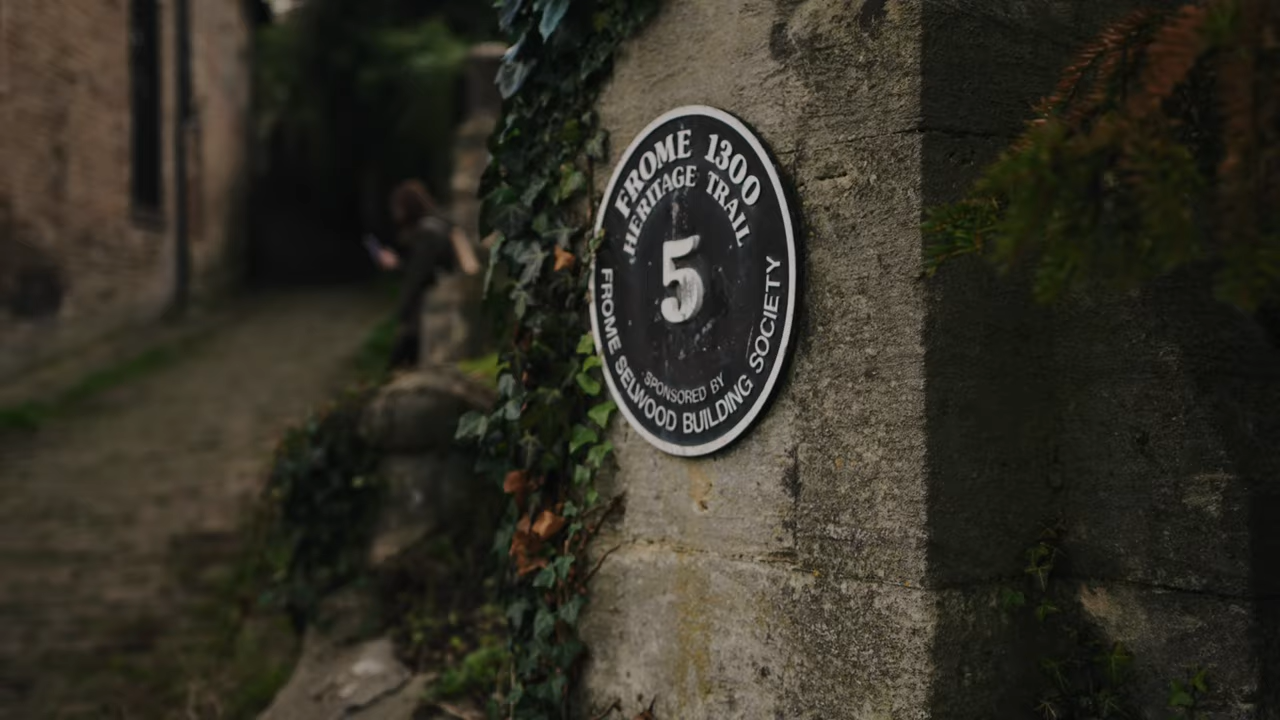 FROME 1300
HERITAGE TRAIL
5
SPONSORED BY
FROME SELWOOD BUILDING SOCIETY